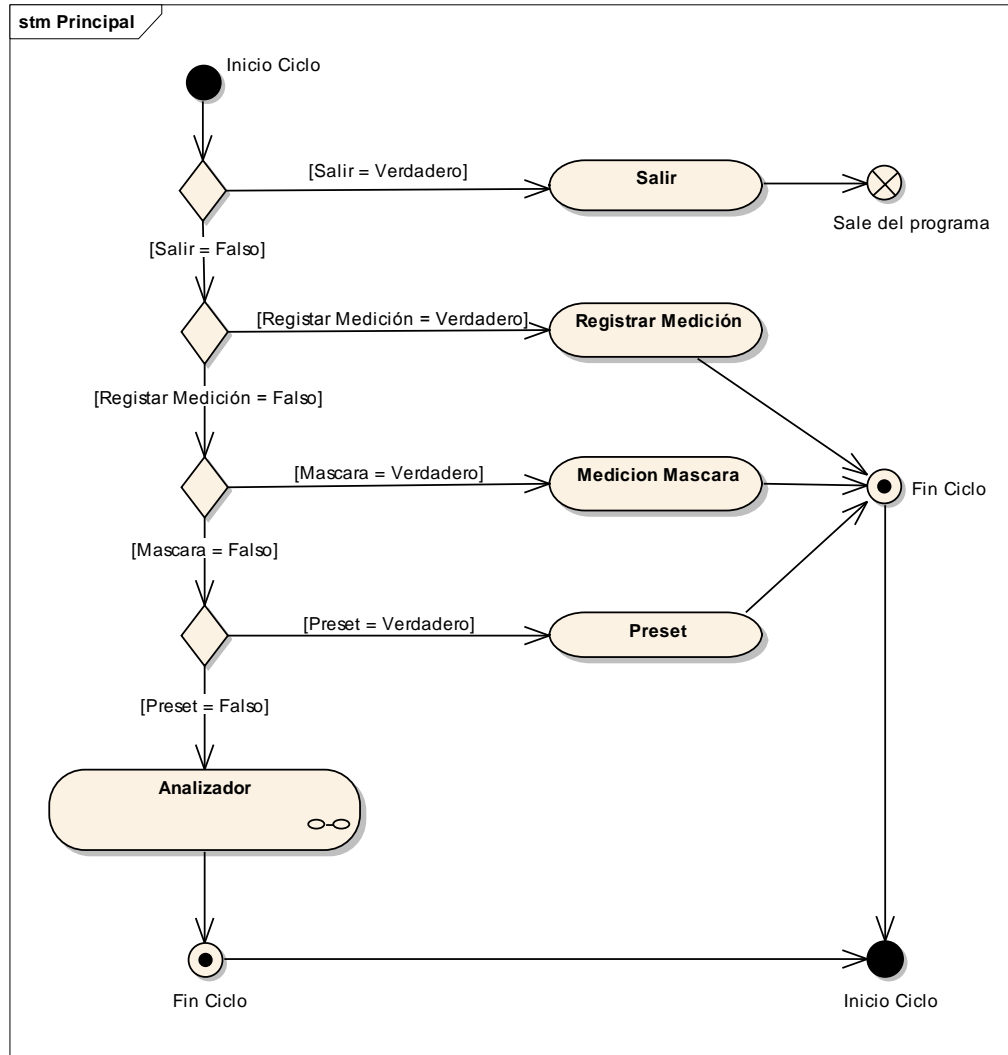 stm Principal
Inicio Ciclo
[Salir = Verdadero]
Salir
Sale del programa
[Salir = Falso]
[Registar Medición = Verdadero]
Registrar Medición
[Registar Medición = Falso]
[Mascara = Verdadero]
Medicion Mascara
Fin Ciclo
[Mascara = Falso]
[Preset = Verdadero]
Preset
[Preset = Falso]
Analizador
Fin Ciclo
Inicio Ciclo